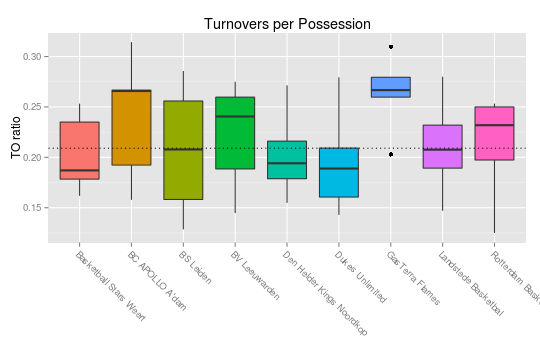 Turnovers per Possession
TO ratio
0.30
0.25
0.20
0.15
Basketball Stars Weert
BC APOLLO A'dam
BS Leiden
BV Leeuwarden
Den Helder Kings Noordkop
Dukes Unlimited
GasTerra Flames
Landstede Basketbal
Rotterdam Bask